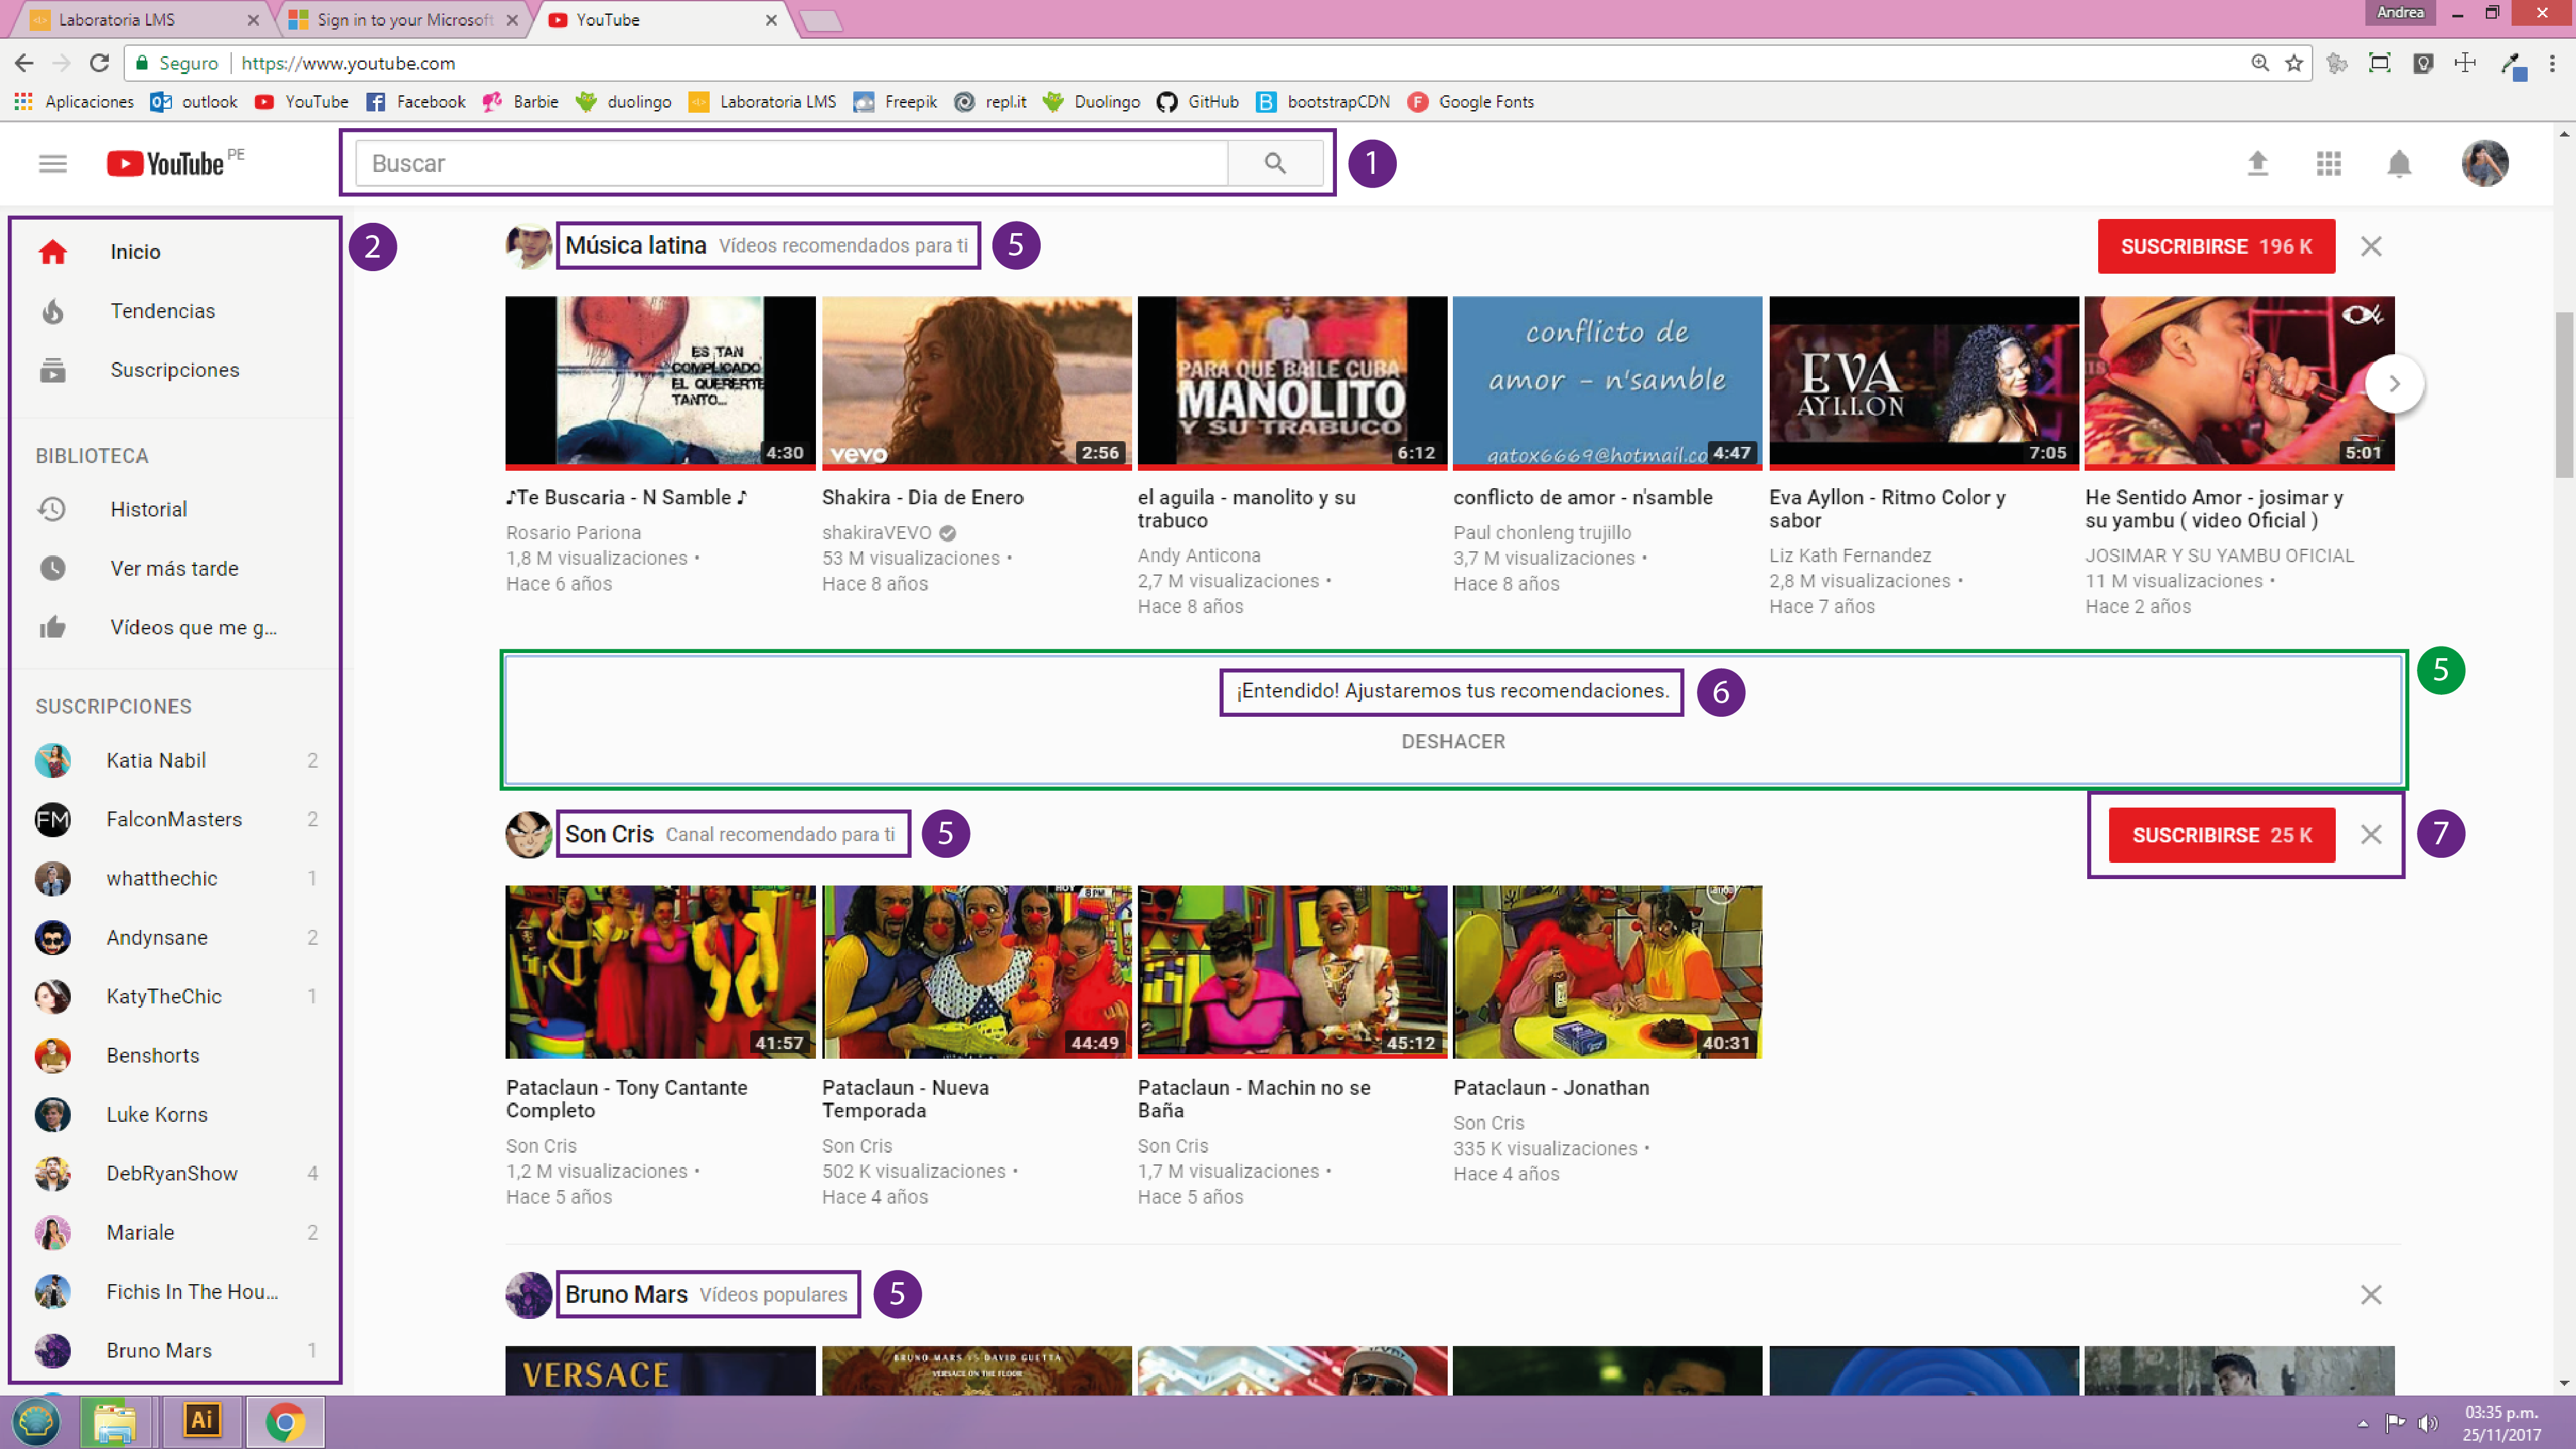 Laboratoria LMS
Sign in to your Microsoft
YouTube
Andrea
Seguro https://www.youtube.com
Aplicaciones outlook YouTube Facebook Barbie duolingo Laboratoria LMS Freepik repl.it Duolingo GitHub bootstrapCDN Google Fonts
YouTube PE
Buscar
1
Inicio
2
Tendencias
Suscripciones
BIBLIOTECA
Historial
Ver más tarde
Vídeos que me g...
SUSCRIPCIONES
Katia Nabil 2
FM FalconMasters 2
whatthechic 1
Andynsane 2
KatyTheChic 1
Benshorts
Luke Korns
DebRyanShow 4
Mariale 2
Fichis In The Hou...
Bruno Mars 1
Música latina Vídeos recomendados para ti 5
SUSCRIBIRSE 196 K
ES TAN
COMPLICADO
EL QUERERTE
TANTO...
4:30
vevo
2:56
PARA QUE BAILE CUBA
MANOLITO
Y SU TRABUCO
6:12
conflicto de
amor - n'samble
gatox6669@hotmail.co
4:47
EVA
AYLLON
7:05
5:01
♪Te Buscaria - N Samble ♪
Rosario Pariona
1,8 M visualizaciones •
Hace 6 años
Shakira - Dia de Enero
shakiraVEVO
53 M visualizaciones •
Hace 8 años
el aguila - manolito y su
trabuco
Andy Anticona
2,7 M visualizaciones •
Hace 8 años
conflicto de amor - n'samble
Paul chonleng trujillo
3,7 M visualizaciones •
Hace 8 años
Eva Ayllon - Ritmo Color y
sabor
Liz Kath Fernandez
2,8 M visualizaciones •
Hace 7 años
He Sentido Amor - josimar y
su yambu ( video Oficial )
JOSIMAR Y SU YAMBU OFICIAL
11 M visualizaciones •
Hace 2 años
5
¡Entendido! Ajustaremos tus recomendaciones. 6
DESHACER
Son Cris Canal recomendado para ti 5
SUSCRIBIRSE 25 K
7
41:57
8 PM
44:49
45:12
40:31
Pataclaun - Tony Cantante
Completo
Son Cris
1,2 M visualizaciones •
Hace 5 años
Pataclaun - Nueva
Temporada
Son Cris
502 K visualizaciones •
Hace 4 años
Pataclaun - Machin no se
Baña
Son Cris
1,7 M visualizaciones •
Hace 5 años
Pataclaun - Jonathan
Son Cris
335 K visualizaciones •
Hace 4 años
Bruno Mars Vídeos populares 5
VERSACE
BRUNO MARS VS DAVID GUETTA
VERSACE ON THE FLOOR
Ai
03:35 p.m.
25/11/2017